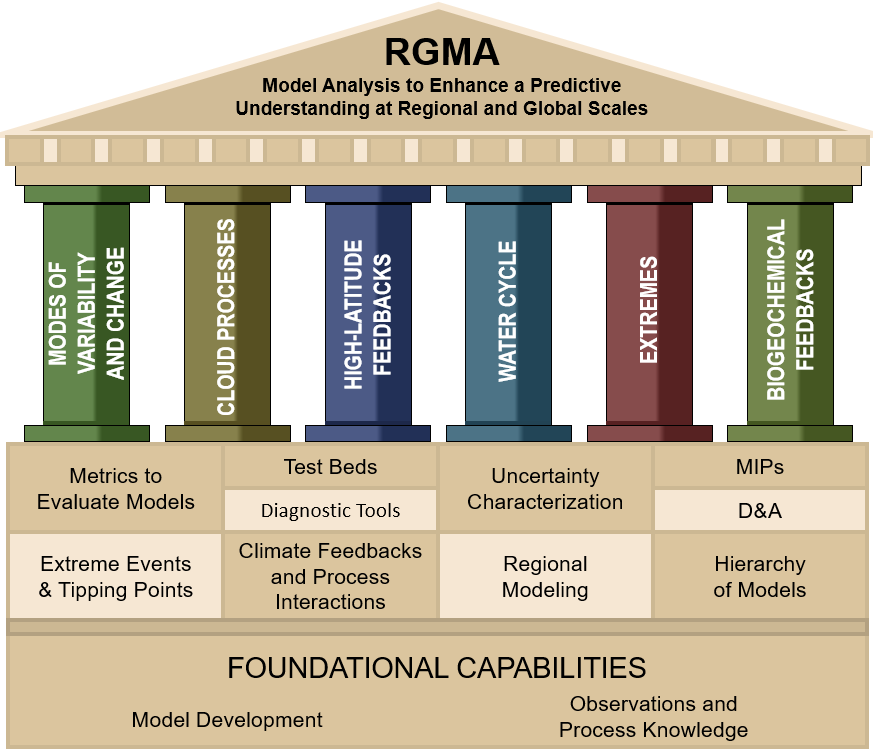 RGMA
Model Analysis to Enhance a Predictive
Understanding at Regional and Global Scales
MODES OF
VARIABILITY
AND CHANGE
CLOUD PROCESSES
HIGH-LATITUDE
FEEDBACKS
WATER CYCLE
EXTREMES
BIOGEOCHEMICAL
FEEDBACKS
Metrics to
Evaluate Models
Test Beds
Diagnostic Tools
Uncertainty
Characterization
MIPs
D&A
Extreme Events
& Tipping Points
Climate Feedbacks
and Process
Interactions
Regional
Modeling
Hierarchy
of Models
FOUNDATIONAL CAPABILITIES
Model Development
Observations and
Process Knowledge